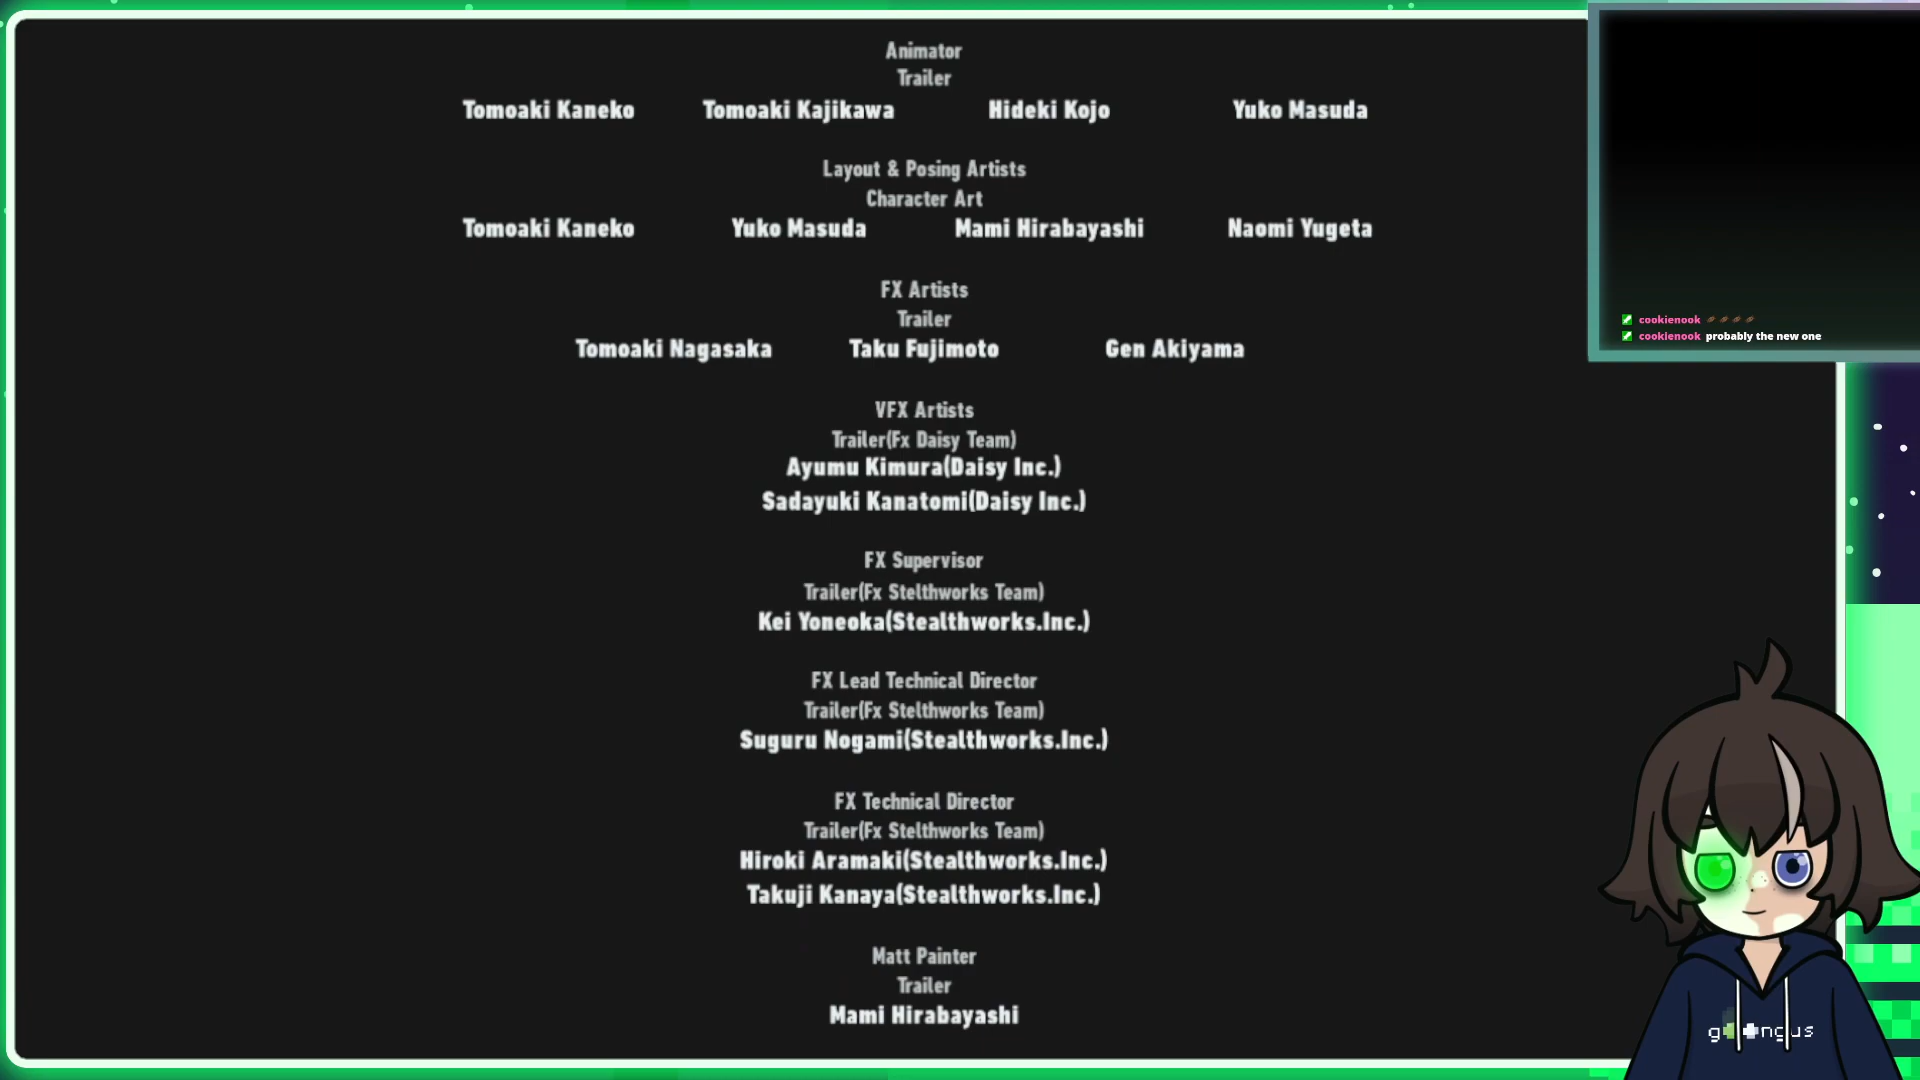 Animator
Trailer
Tomoaki Kaneko Tomoaki Kajikawa Hideki Kojo Yuko Masuda
Layout & Posing Artists
Character Art
Tomoaki Kaneko Yuko Masuda Mami Hirabayashi Naomi Yugeta
FX Artists
Trailer
Tomoaki Nagasaka Taku Fujimoto Gen Akiyama
VFX Artists
Trailer(Fx Daisy Team)
Ayumu Kimura(Daisy Inc.)
Sadayuki Kanatomi(Daisy Inc.)
FX Supervisor
Trailer(Fx Stelthworks Team)
Kei Yoneoka(Stealthworks.Inc.)
FX Lead Technical Director
Trailer(Fx Stelthworks Team)
Suguru Nogami(Stealthworks.Inc.)
FX Technical Director
Trailer(Fx Stelthworks Team)
Hiroki Aramaki(Stealthworks.Inc.)
Takuji Kanaya(Stealthworks.Inc.)
Matt Painter
Trailer
Mami Hirabayashi
cookienook
cookienook probably the new one